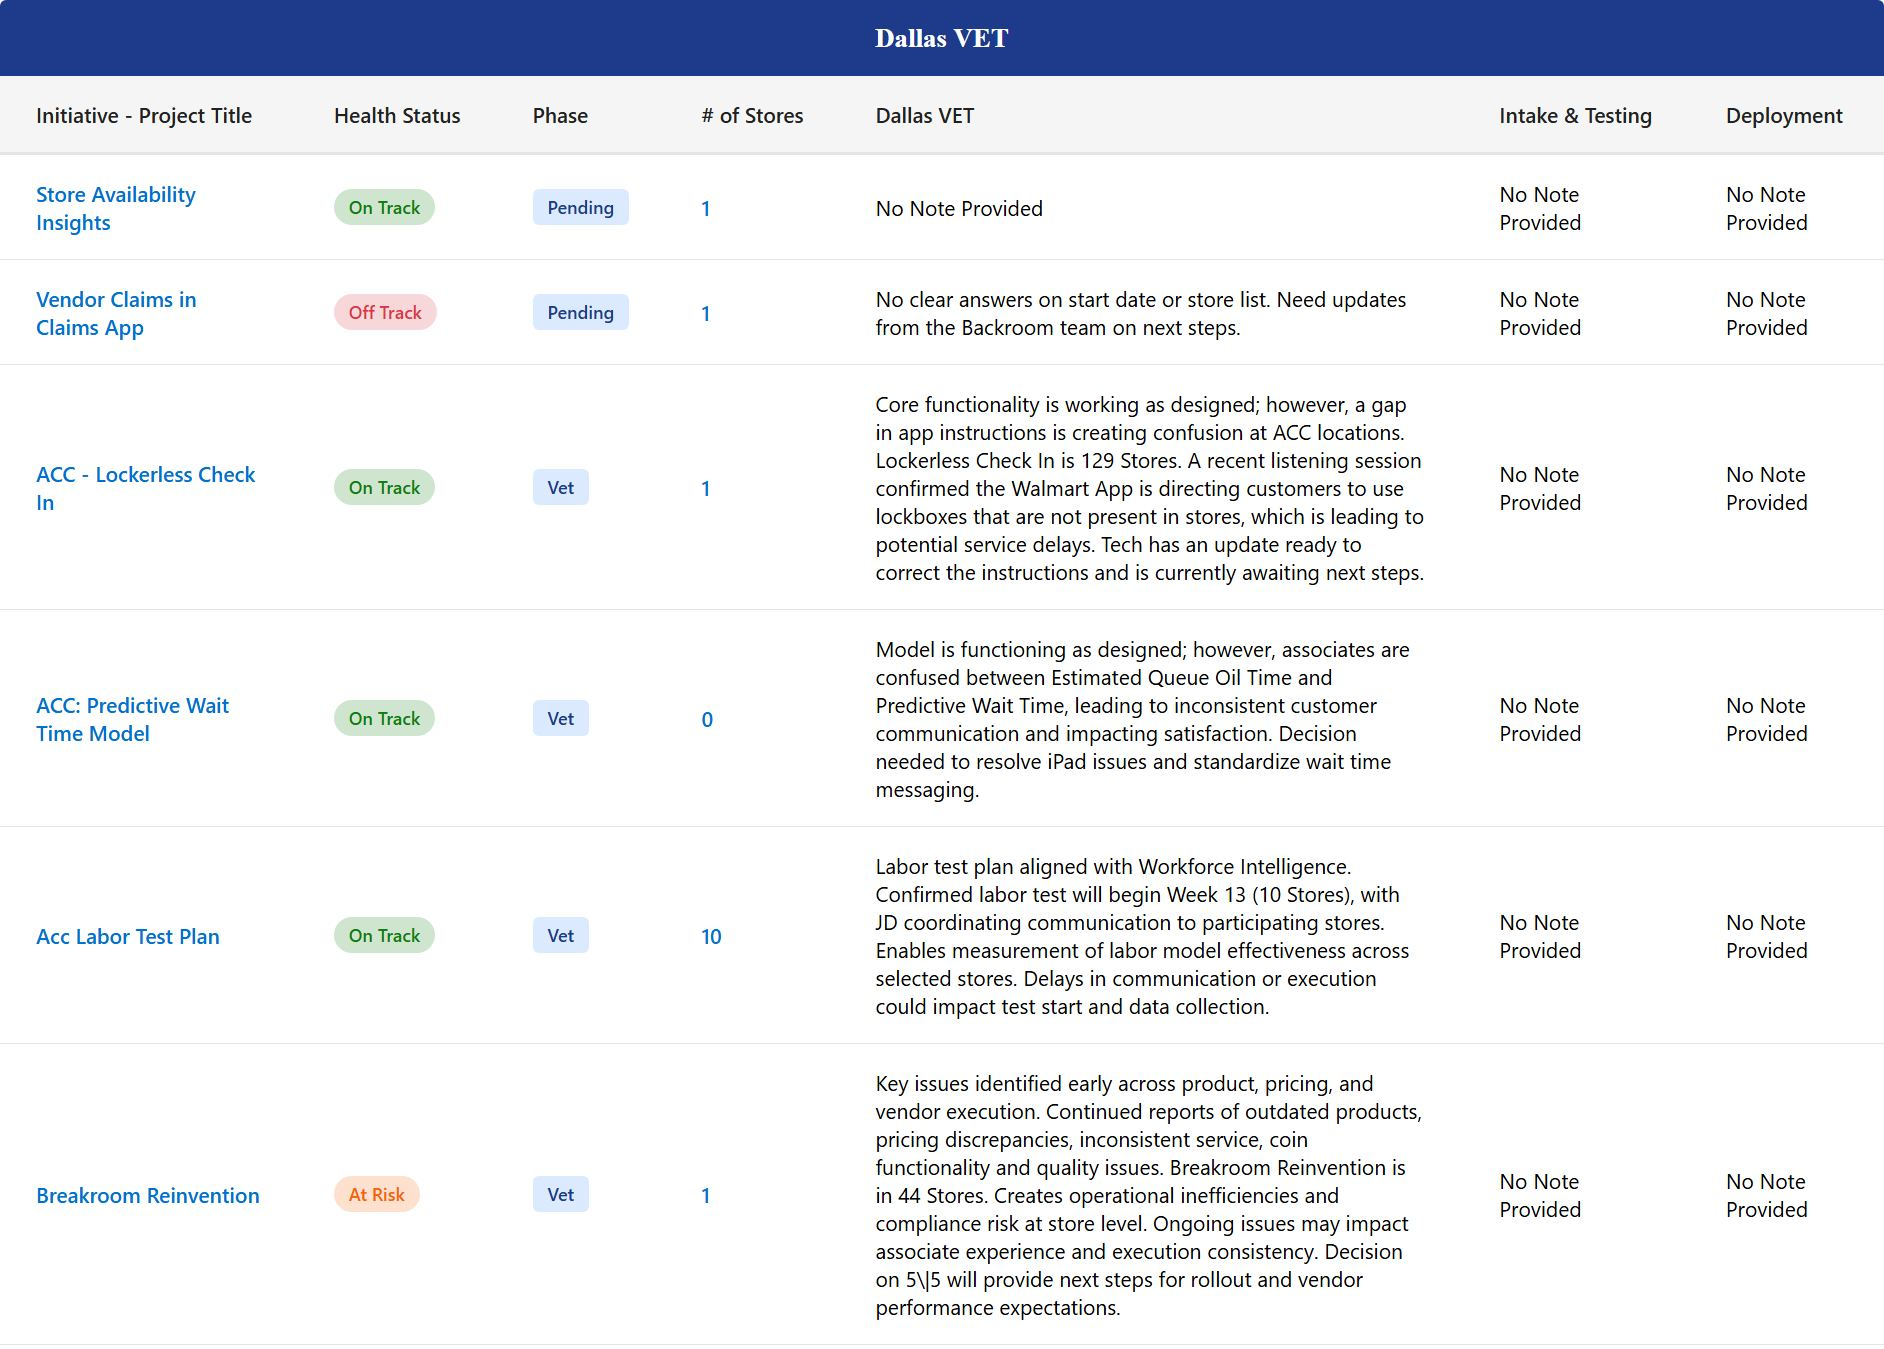 Dallas VET
Initiative - Project Title
Health Status
Phase
# of Stores
Dallas VET
Intake & Testing
Deployment
Store Availability
Insights
On Track
Pending
1
No Note Provided
No Note
Provided
No Note
Provided
Vendor Claims in
Claims App
Off Track
Pending
1
No clear answers on start date or store list. Need updates
from the Backroom team on next steps.
No Note
Provided
No Note
Provided
ACC - Lockerless Check
In
On Track
Vet
1
Core functionality is working as designed; however, a gap
in app instructions is creating confusion at ACC locations.
Lockerless Check In is 129 Stores. A recent listening session
confirmed the Walmart App is directing customers to use
lockboxes that are not present in stores, which is leading to
potential service delays. Tech has an update ready to
correct the instructions and is currently awaiting next steps.
No Note
Provided
No Note
Provided
ACC: Predictive Wait
Time Model
On Track
Vet
0
Model is functioning as designed; however, associates are
confused between Estimated Queue Oil Time and
Predictive Wait Time, leading to inconsistent customer
communication and impacting satisfaction. Decision
needed to resolve iPad issues and standardize wait time
messaging.
No Note
Provided
No Note
Provided
Acc Labor Test Plan
On Track
Vet
10
Labor test plan aligned with Workforce Intelligence.
Confirmed labor test will begin Week 13 (10 Stores), with
JD coordinating communication to participating stores.
Enables measurement of labor model effectiveness across
selected stores. Delays in communication or execution
could impact test start and data collection.
No Note
Provided
No Note
Provided
Breakroom Reinvention
At Risk
Vet
1
Key issues identified early across product, pricing, and
vendor execution. Continued reports of outdated products,
pricing discrepancies, inconsistent service, coin
functionality and quality issues. Breakroom Reinvention is
in 44 Stores. Creates operational inefficiencies and
compliance risk at store level. Ongoing issues may impact
associate experience and execution consistency. Decision
on 5\|5 will provide next steps for rollout and vendor
performance expectations.
No Note
Provided
No Note
Provided